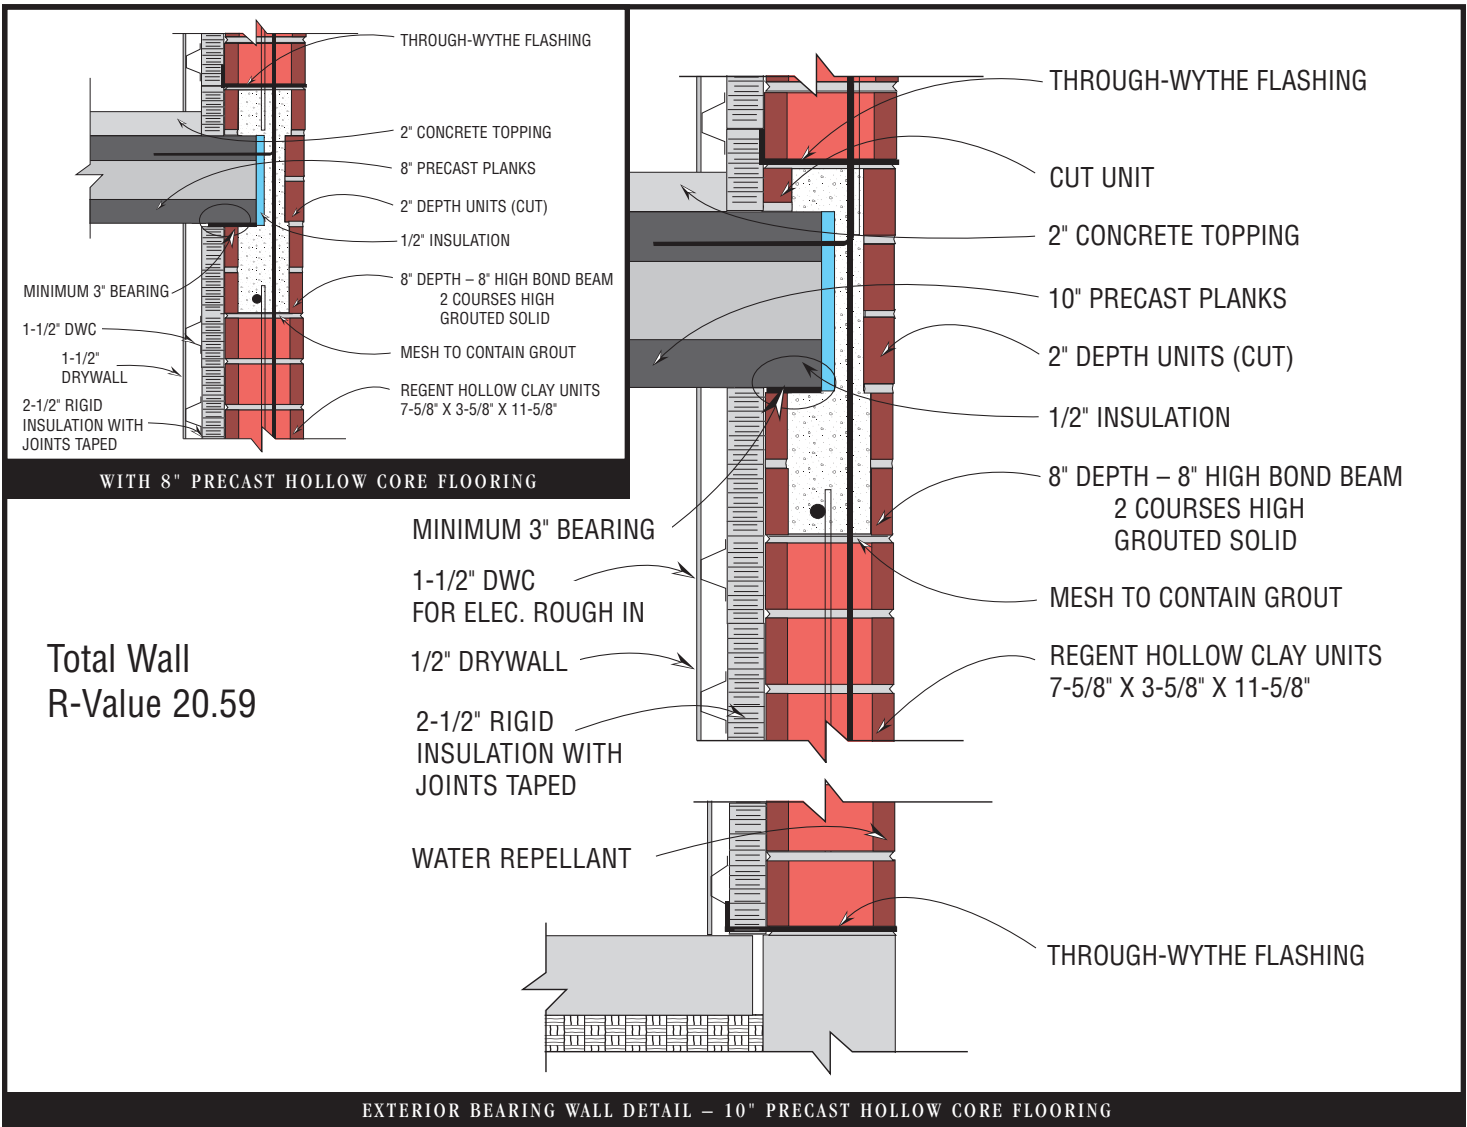 THROUGH-WYTHE FLASHING
2" CONCRETE TOPPING
8" PRECAST PLANKS
2" DEPTH UNITS (CUT)
1/2" INSULATION
8" DEPTH – 8" HIGH BOND BEAM
2 COURSES HIGH
GROUTED SOLID
MESH TO CONTAIN GROUT
REGENT HOLLOW CLAY UNITS
7-5/8" X 3-5/8" X 11-5/8"
MINIMUM 3" BEARING
1-1/2" DWC
1-1/2"
DRYWALL
2-1/2" RIGID
INSULATION WITH
JOINTS TAPED
WITH 8" PRECAST HOLLOW CORE FLOORING
THROUGH-WYTHE FLASHING
CUT UNIT
2" CONCRETE TOPPING
10" PRECAST PLANKS
2" DEPTH UNITS (CUT)
1/2" INSULATION
8" DEPTH – 8" HIGH BOND BEAM
2 COURSES HIGH
GROUTED SOLID
MESH TO CONTAIN GROUT
REGENT HOLLOW CLAY UNITS
7-5/8" X 3-5/8" X 11-5/8"
MINIMUM 3" BEARING
1-1/2" DWC
FOR ELEC. ROUGH IN
1/2" DRYWALL
2-1/2" RIGID
INSULATION WITH
JOINTS TAPED
WATER REPELLANT
THROUGH-WYTHE FLASHING
Total Wall
R-Value 20.59
EXTERIOR BEARING WALL DETAIL – 10" PRECAST HOLLOW CORE FLOORING